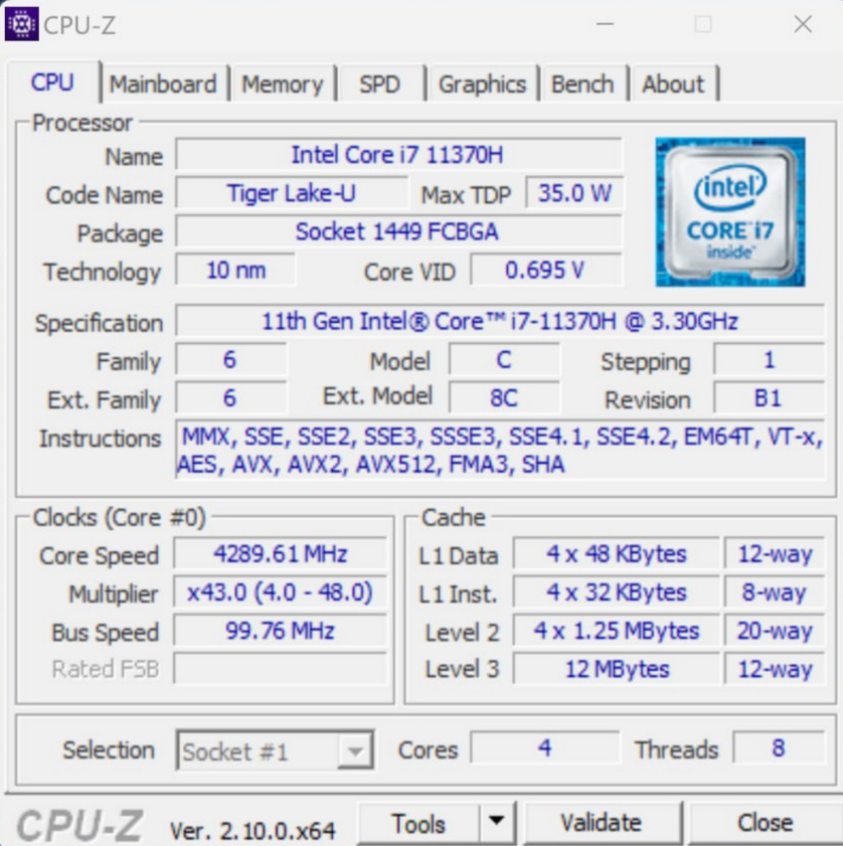 CPU-Z
CPU Mainboard Memory SPD Graphics Bench About
Processor
Name Intel Core i7 11370H
Code Name Tiger Lake-U Max TDP 35.0 W
Package Socket 1449 FCBGA
Technology 10 nm Core VID 0.695 V
intel
CORE i7
inside™
Specification 11th Gen Intel® Core™ i7-11370H @ 3.30GHz
Family 6 Model C Stepping 1
Ext. Family 6 Ext. Model 8C Revision B1
Instructions MMX, SSE, SSE2, SSE3, SSSE3, SSE4.1, SSE4.2, EM64T, VT-x,
AES, AVX, AVX2, AVX512, FMA3, SHA
Clocks (Core #0) Cache
Core Speed 4289.61 MHz L1 Data 4 x 48 KBytes 12-way
Multiplier x43.0 (4.0 - 48.0) L1 Inst. 4 x 32 KBytes 8-way
Bus Speed 99.76 MHz Level 2 4 x 1.25 MBytes 20-way
Rated FSB Level 3 12 MBytes 12-way
Selection Socket #1 Cores 4 Threads 8
CPU-Z Ver. 2.10.0.x64 Tools Validate Close